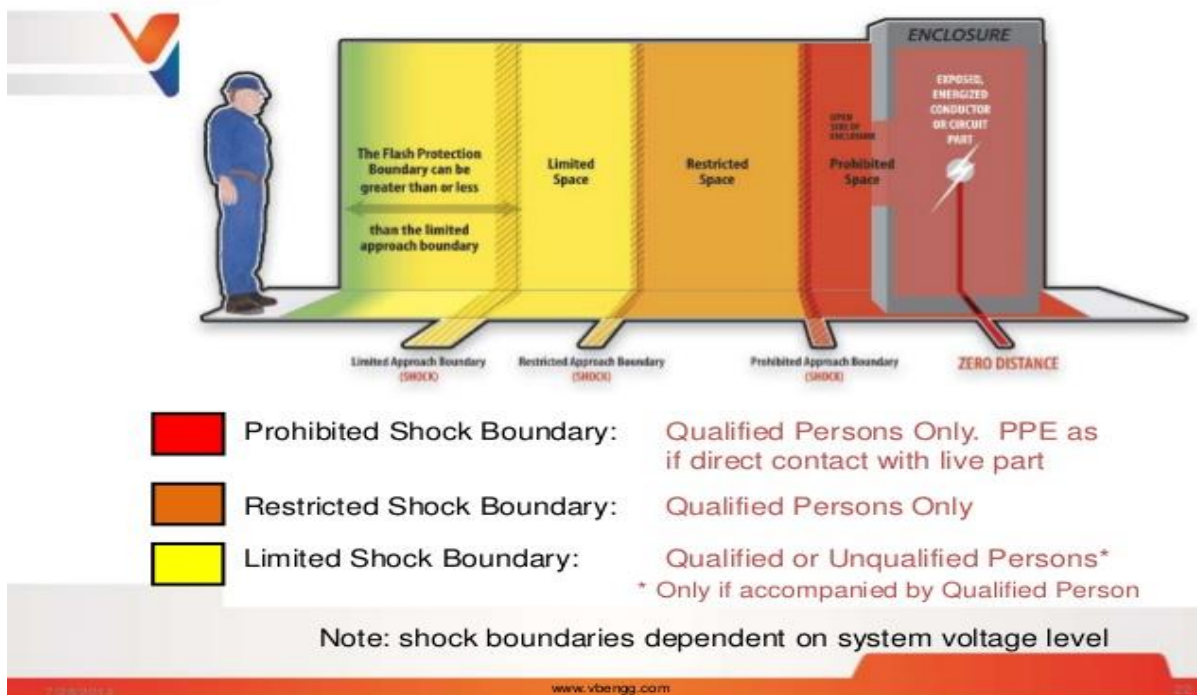 ENCLOSURE
EXPOSED,
ENERGIZED
CONDUCTOR
OR CIRCUIT
PART
OPEN
SIDE OF
ENCLOSURE
The Flash Protection
Boundary can be
greater than or less
than the limited
approach boundary
Limited
Space
Restricted
Space
Prohibited
Space
Limited Approach Boundary
(SHOCK)
Restricted Approach Boundary
(SHOCK)
Prohibited Approach Boundary
(SHOCK)
ZERO DISTANCE
Prohibited Shock Boundary: Qualified Persons Only. PPE as
if direct contact with live part
Restricted Shock Boundary: Qualified Persons Only
Limited Shock Boundary: Qualified or Unqualified Persons*
* Only if accompanied by Qualified Person
Note: shock boundaries dependent on system voltage level
www.vbengg.com